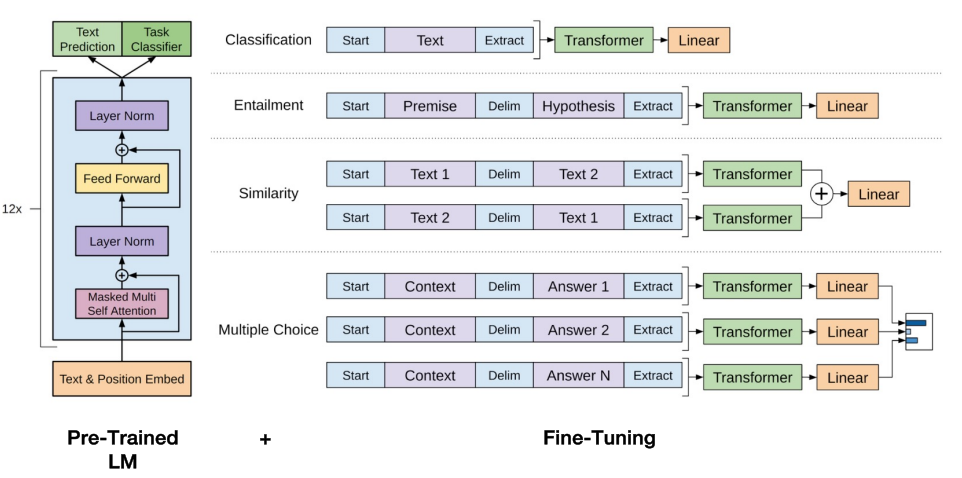 Text
Prediction
Task
Classifier
Layer Norm
+
Feed Forward
12x
Layer Norm
+
Masked Multi
Self Attention
Text & Position Embed
Classification
Start Text Extract Transformer Linear
Entailment
Start Premise Delim Hypothesis Extract Transformer Linear
Similarity
Start Text 1 Delim Text 2 Extract Transformer
+ Linear
Start Text 2 Delim Text 1 Extract Transformer
Multiple Choice
Start Context Delim Answer 1 Extract Transformer Linear
Start Context Delim Answer 2 Extract Transformer Linear
Start Context Delim Answer N Extract Transformer Linear
Pre-Trained
LM
+
Fine-Tuning